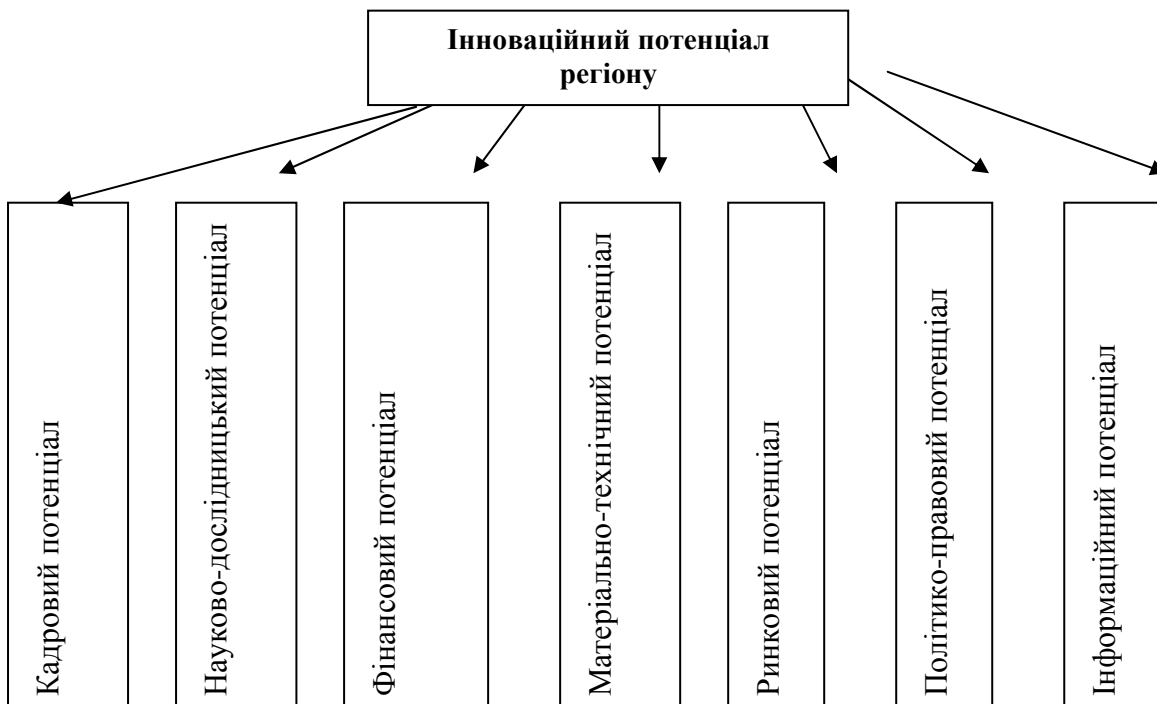 Інноваційний потенціал
регіону
Кадровий потенціал
Науково-дослідницький потенціал
Фінансовий потенціал
Матеріально-технічний потенціал
Ринковий потенціал
Політико-правовий потенціал
Інформаційний потенціал